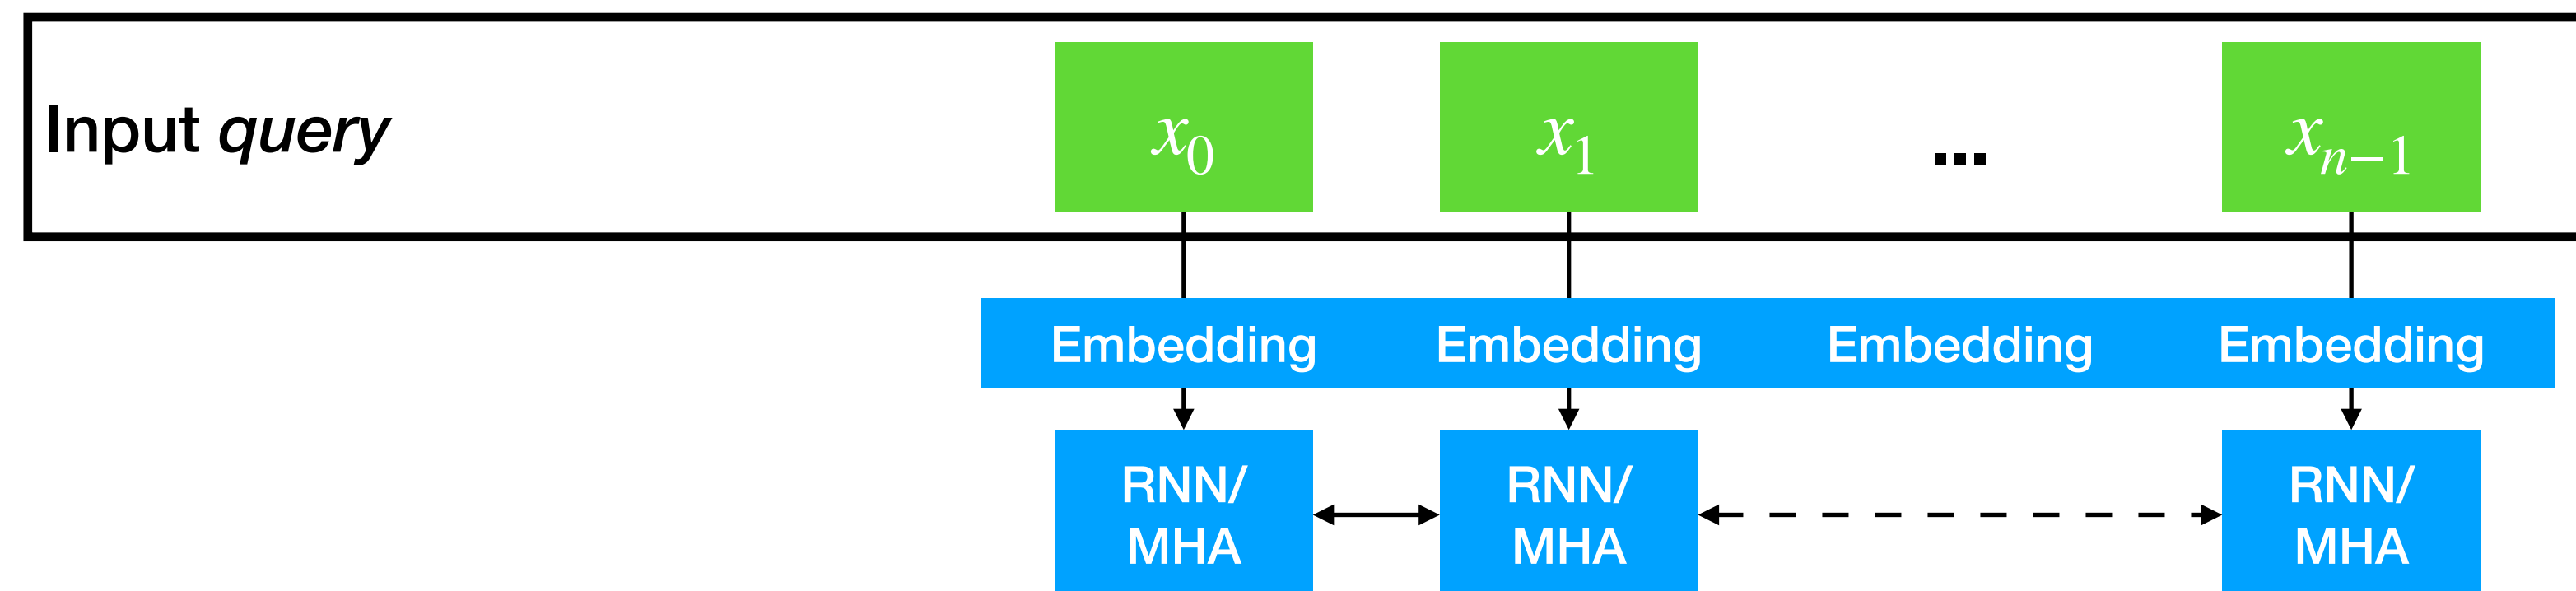 Input query x₀ x₁ ... xₙ₋₁
Embedding Embedding Embedding Embedding
RNN/ RNN/ RNN/
MHA MHA MHA